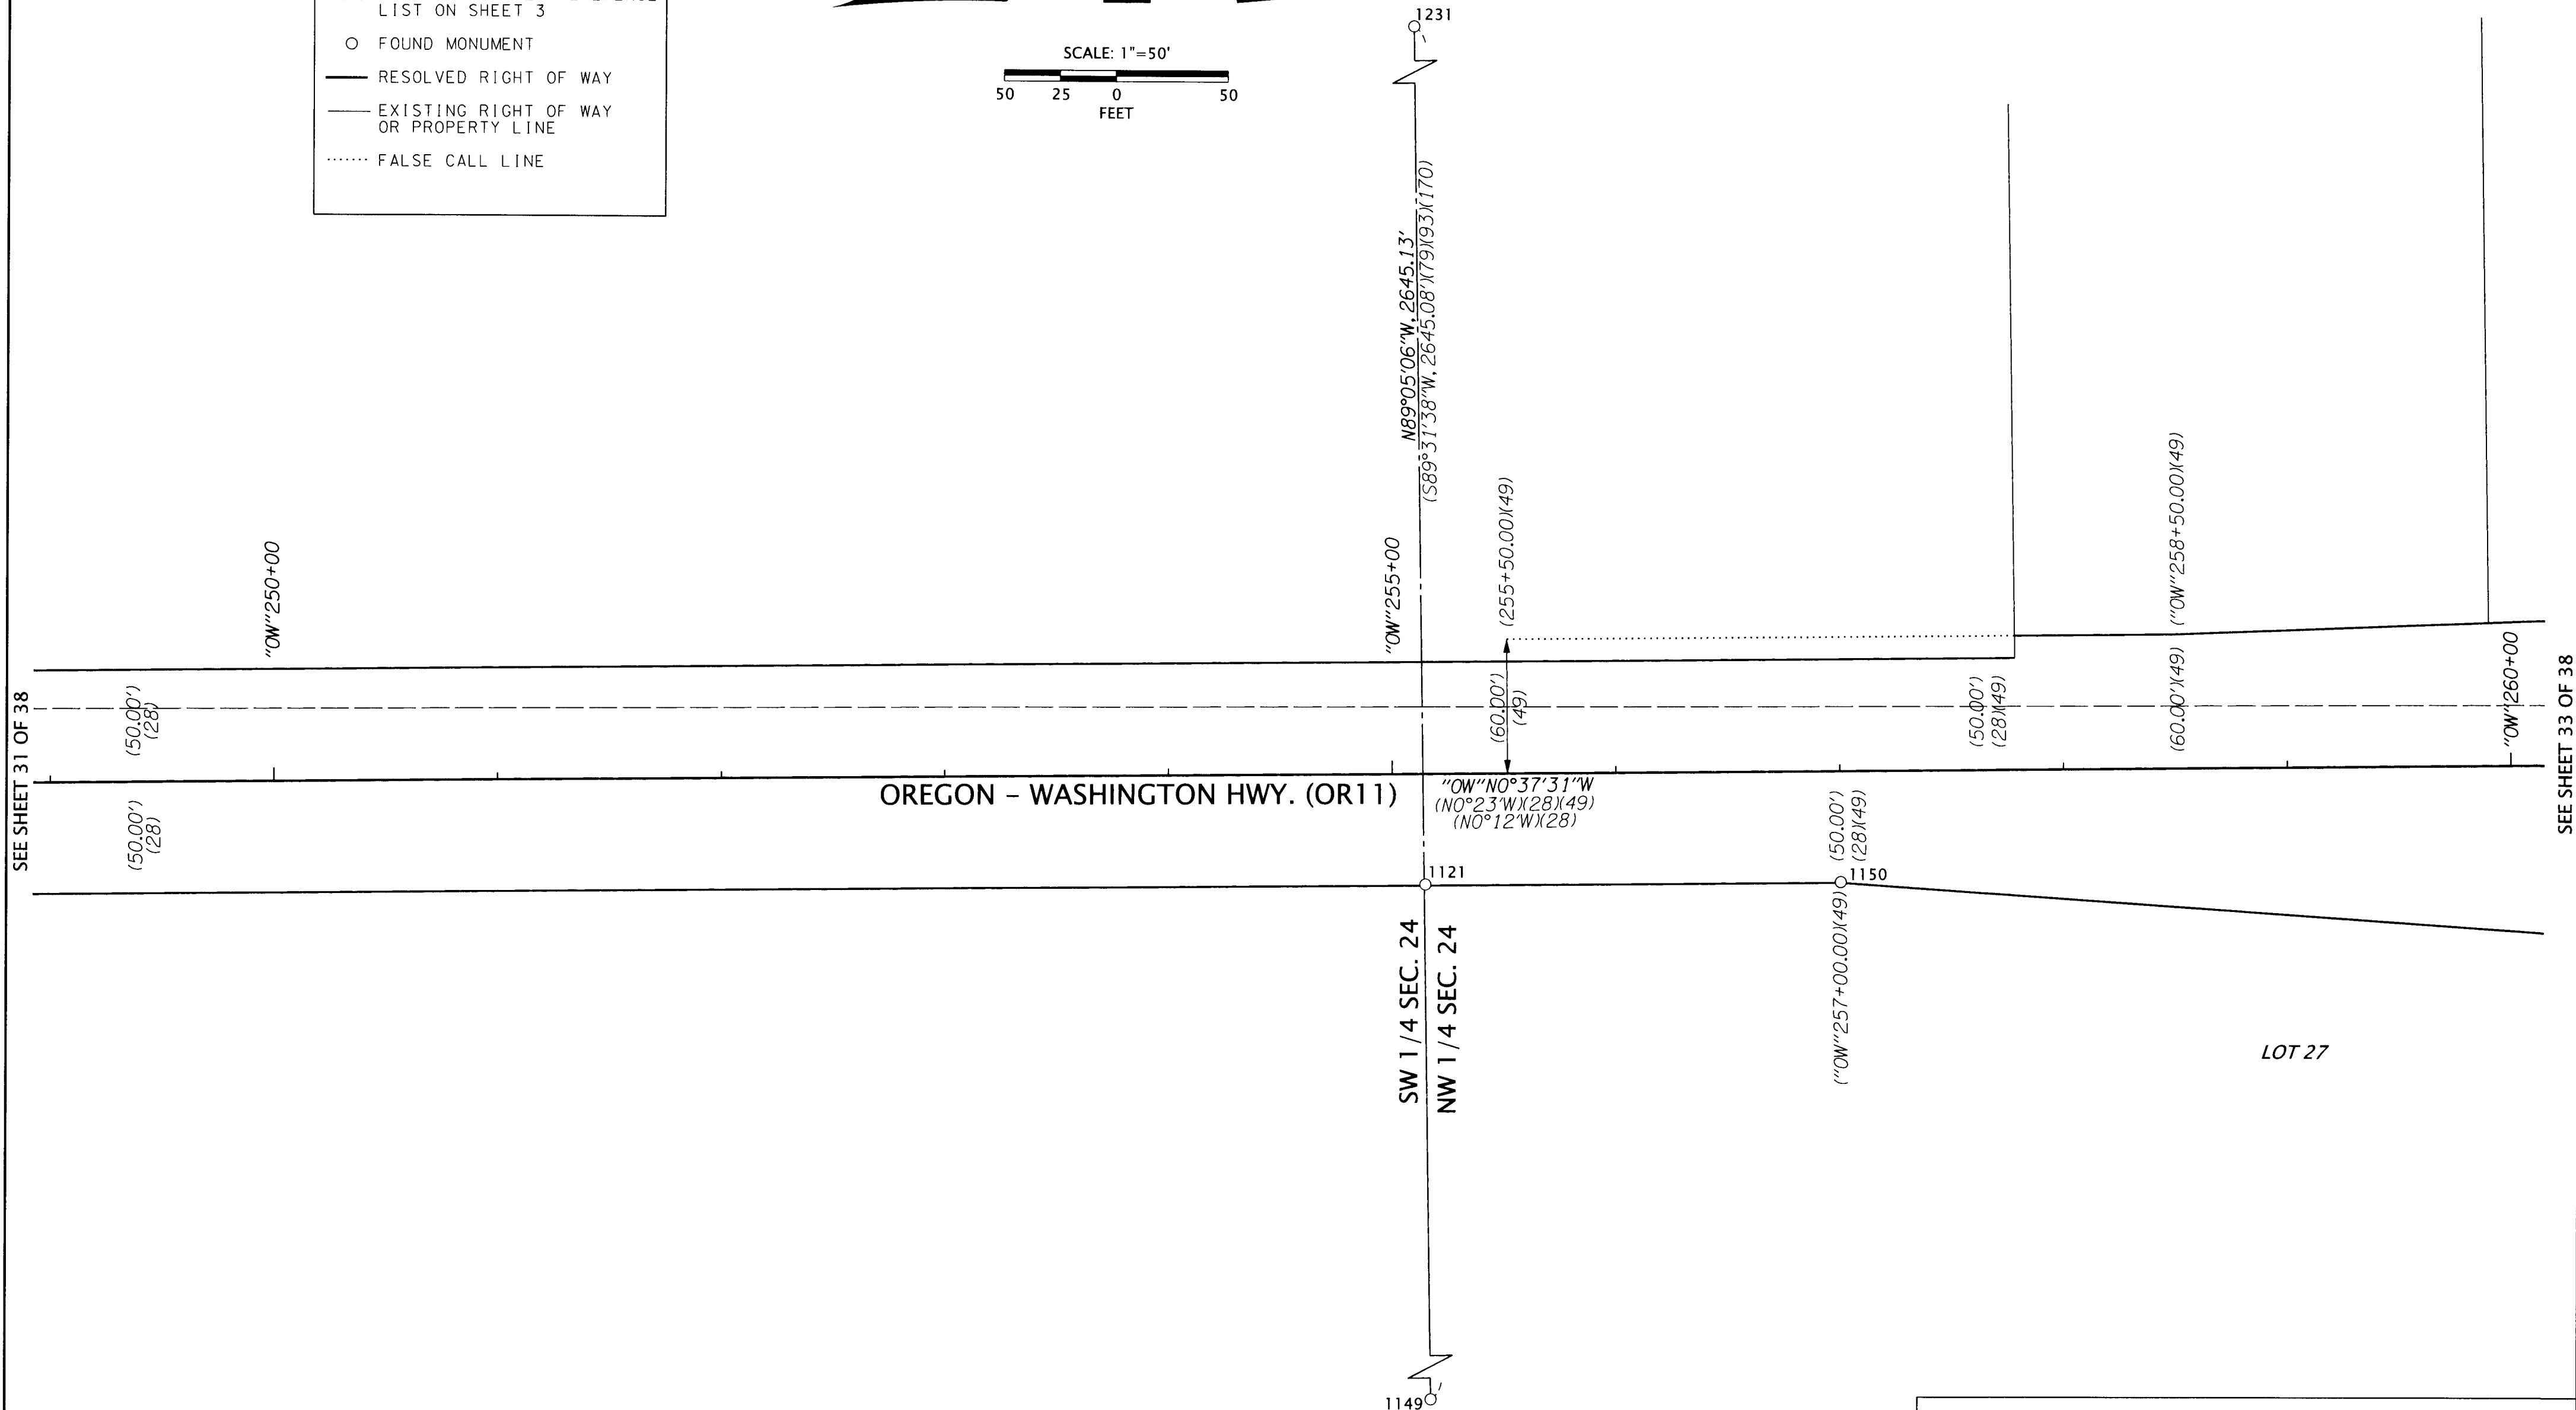 LIST ON SHEET 3
FOUND MONUMENT
RESOLVED RIGHT OF WAY
EXISTING RIGHT OF WAY
OR PROPERTY LINE
FALSE CALL LINE
SCALE: 1"=50'
50 25 0 50
FEET
1231
N89°05'06"W, 2645.13'
(S89°31'38"W, 2645.08')(79)(93)(170)
"OW"250+00
"OW"255+00
(255+50.00)(49)
("OW"258+50.00)(49)
"OW"260+00
SEE SHEET 31 OF 38
SEE SHEET 33 OF 38
(50.00')
(28)
(60.00')
(49)
(50.00')
(28)(49)
(60.00')(49)
OREGON - WASHINGTON HWY. (OR11)
"OW"N0°37'31"W
(N0°23'W)(28)(49)
(N0°12'W)(28)
(50.00')
(28)
(50.00')
(28)(49)
1121
1150
("OW"257+00.00)(49)
SW 1/4 SEC. 24
NW 1/4 SEC. 24
LOT 27
1149